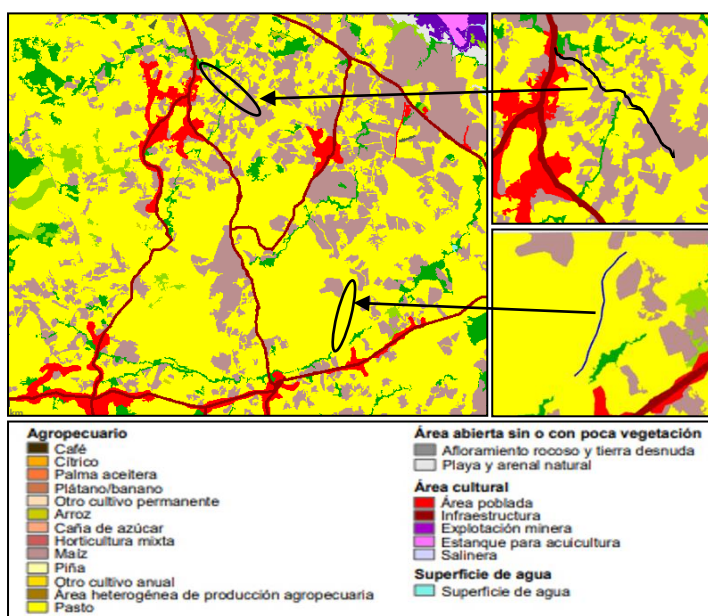 Agropecuario
Café
Cítrico
Palma aceitera
Plátano/banano
Otro cultivo permanente
Arroz
Caña de azúcar
Horticultura mixta
Maíz
Piña
Otro cultivo anual
Área heterogénea de producción agropecuaria
Pasto
Área abierta sin o con poca vegetación
Afloramiento rocoso y tierra desnuda
Playa y arenal natural
Área cultural
Área poblada
Infraestructura
Explotación minera
Estanque para acuicultura
Salinera
Superficie de agua
Superficie de agua